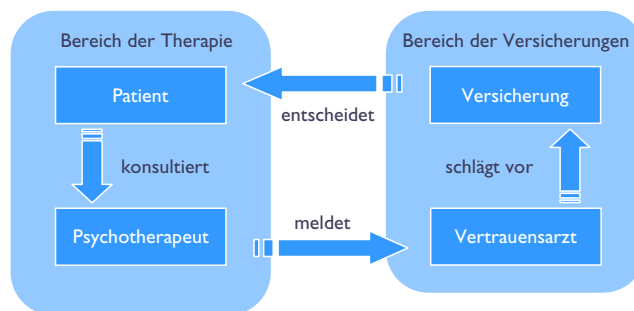 Bereich der Therapie
Bereich der Versicherungen
Patient
Versicherung
entscheidet
konsultiert
schlägt vor
Psychotherapeut
meldet
Vertrauensarzt